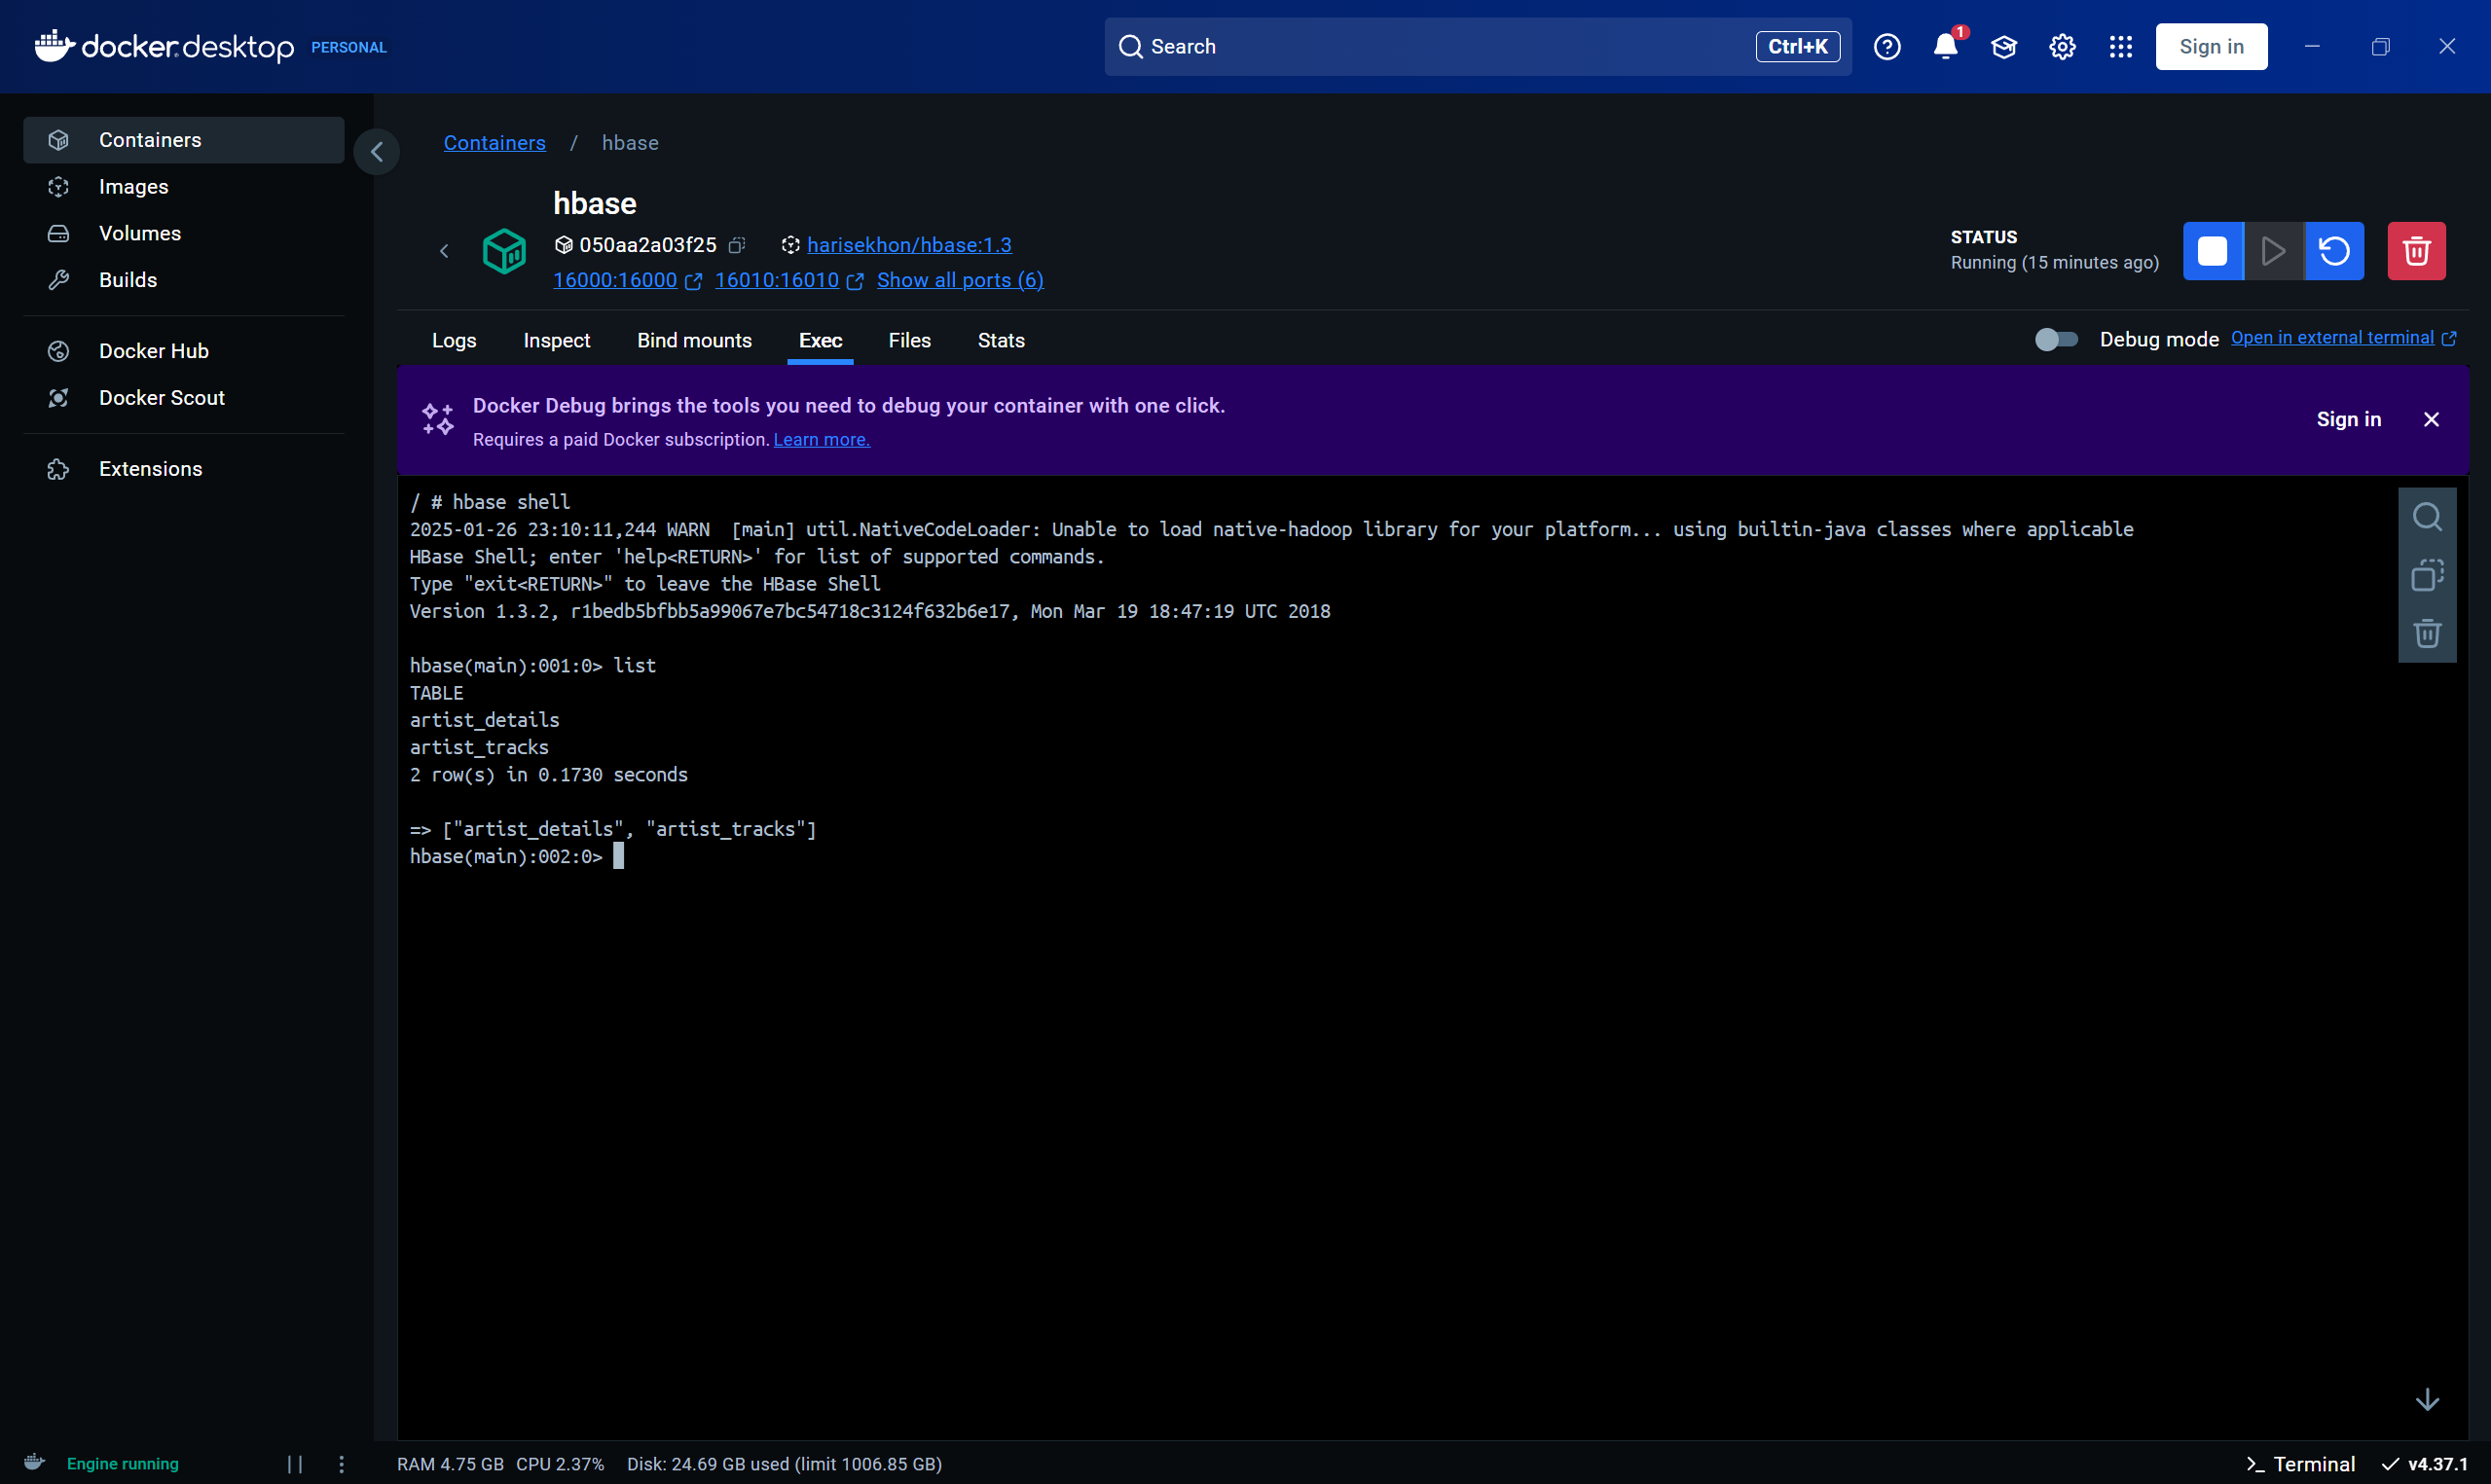 docker desktop PERSONAL
Search Ctrl+K
1
Sign in
Containers
Images
Volumes
Builds
Docker Hub
Docker Scout
Extensions
Containers / hbase
hbase
050aa2a03f25 harisekhon/hbase:1.3
16000:16000 16010:16010 Show all ports (6)
STATUS
Running (15 minutes ago)
Logs Inspect Bind mounts Exec Files Stats
Debug mode Open in external terminal
Docker Debug brings the tools you need to debug your container with one click.
Requires a paid Docker subscription. Learn more.
Sign in
/ # hbase shell
2025-01-26 23:10:11,244 WARN  [main] util.NativeCodeLoader: Unable to load native-hadoop library for your platform... using builtin-java classes where applicable
HBase Shell; enter 'help<RETURN>' for list of supported commands.
Type "exit<RETURN>" to leave the HBase Shell
Version 1.3.2, r1bedb5bfbb5a99067e7bc54718c3124f632b6e17, Mon Mar 19 18:47:19 UTC 2018
hbase(main):001:0> list
TABLE
artist_details
artist_tracks
2 row(s) in 0.1730 seconds
=> ["artist_details", "artist_tracks"]
hbase(main):002:0>
Engine running
RAM 4.75 GB CPU 2.37% Disk: 24.69 GB used (limit 1006.85 GB)
Terminal v4.37.1